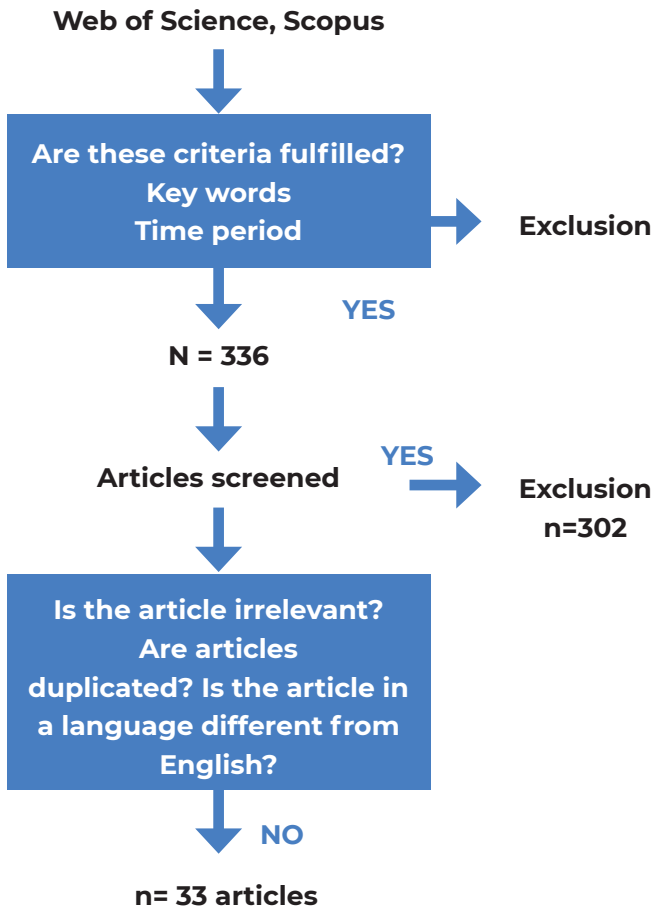 Web of Science, Scopus
Are these criteria fulfilled?
Key words
Time period
Exclusion
YES
N = 336
Articles screened
YES
Exclusion
n=302
Is the article irrelevant?
Are articles
duplicated? Is the article in
a language different from
English?
NO
n= 33 articles